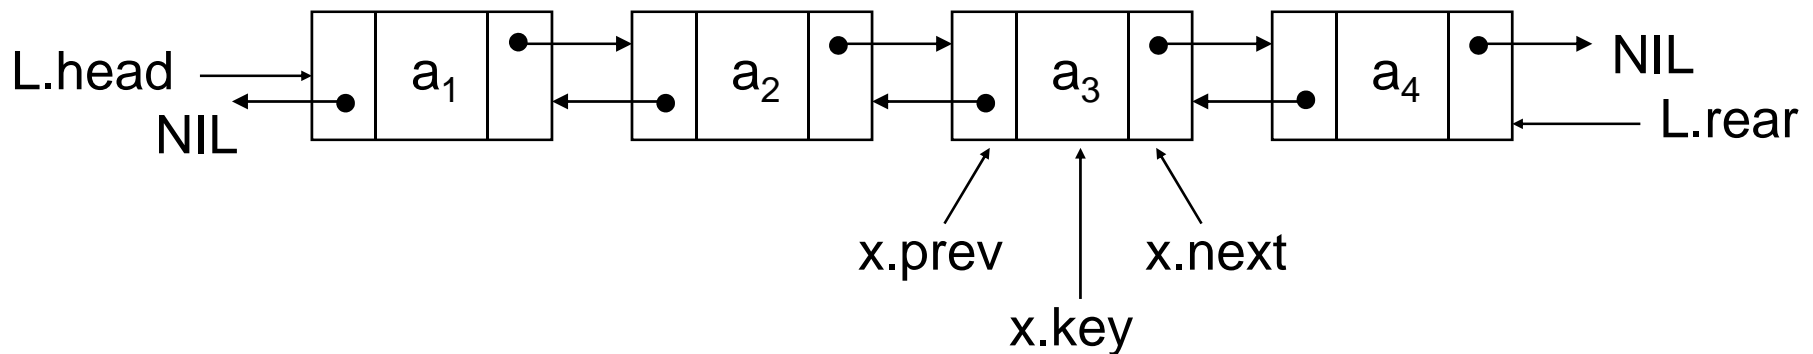 L.head
NIL
a₁
a₂
a₃
a₄
NIL
L.rear
x.prev
x.next
x.key